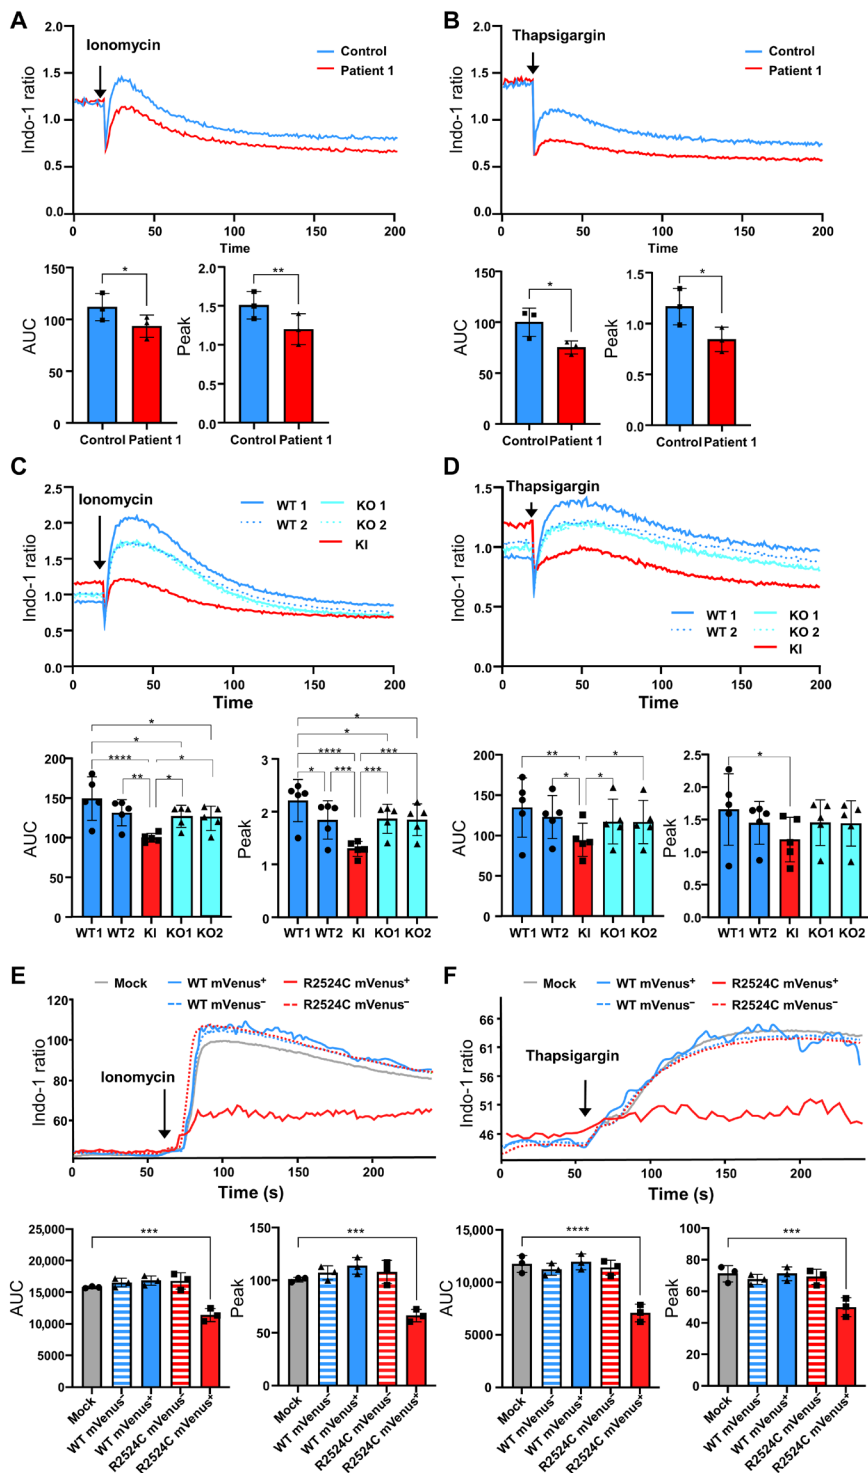 A
Ionomycin
Control
Patient 1
Indo-1 ratio
2.0
1.5
1.0
0.5
0.0
0 50 100 150 200
Time
AUC
150
100
50
0
*
Control Patient 1
Peak
2.0
1.5
1.0
0.5
0.0
**
Control Patient 1
B
Thapsigargin
Control
Patient 1
Indo-1 ratio
2.0
1.5
1.0
0.5
0.0
0 50 100 150 200
Time
AUC
150
100
50
0
*
Control Patient 1
Peak
1.5
1.0
0.5
0.0
*
Control Patient 1
C
Ionomycin
WT 1 KO 1
WT 2 KO 2
KI
Indo-1 ratio
2.5
2.0
1.5
1.0
0.5
0.0
0 50 100 150 200
Time
AUC
200
150
100
50
0
*
*
**** *
** *
WT1 WT2 KI KO1 KO2
Peak
3
2
1
0
*
*
**** ***
* *** ***
WT1 WT2 KI KO1 KO2
D
Thapsigargin
Indo-1 ratio
1.5
1.0
0.5
0.0
WT 1 KO 1
WT 2 KO 2
KI
0 50 100 150 200
Time
AUC
200
150
100
50
0
** *
* *
WT1 WT2 KI KO1 KO2
Peak
2.5
2.0
1.5
1.0
0.5
0.0
*
WT1 WT2 KI KO1 KO2
E
Mock WT mVenus⁺ R2524C mVenus⁺
WT mVenus⁻ R2524C mVenus⁻
Ionomycin
Indo-1 ratio
120
100
80
60
0 50 100 150 200
Time (s)
AUC
25,000
20,000
15,000
10,000
5000
0
***
Mock
WT mVenus⁻
WT mVenus⁺
R2524C mVenus⁻
R2524C mVenus⁺
Peak
150
100
50
0
***
Mock
WT mVenus⁻
WT mVenus⁺
R2524C mVenus⁻
R2524C mVenus⁺
F
Mock WT mVenus⁺ R2524C mVenus⁺
WT mVenus⁻ R2524C mVenus⁻
Thapsigargin
Indo-1 ratio
66
61
51
46
0 50 100 150 200
Time (s)
AUC
15,000
10,000
5000
0
****
Mock
WT mVenus⁻
WT mVenus⁺
R2524C mVenus⁻
R2524C mVenus⁺
Peak
100
80
60
40
20
0
***
Mock
WT mVenus⁻
WT mVenus⁺
R2524C mVenus⁻
R2524C mVenus⁺